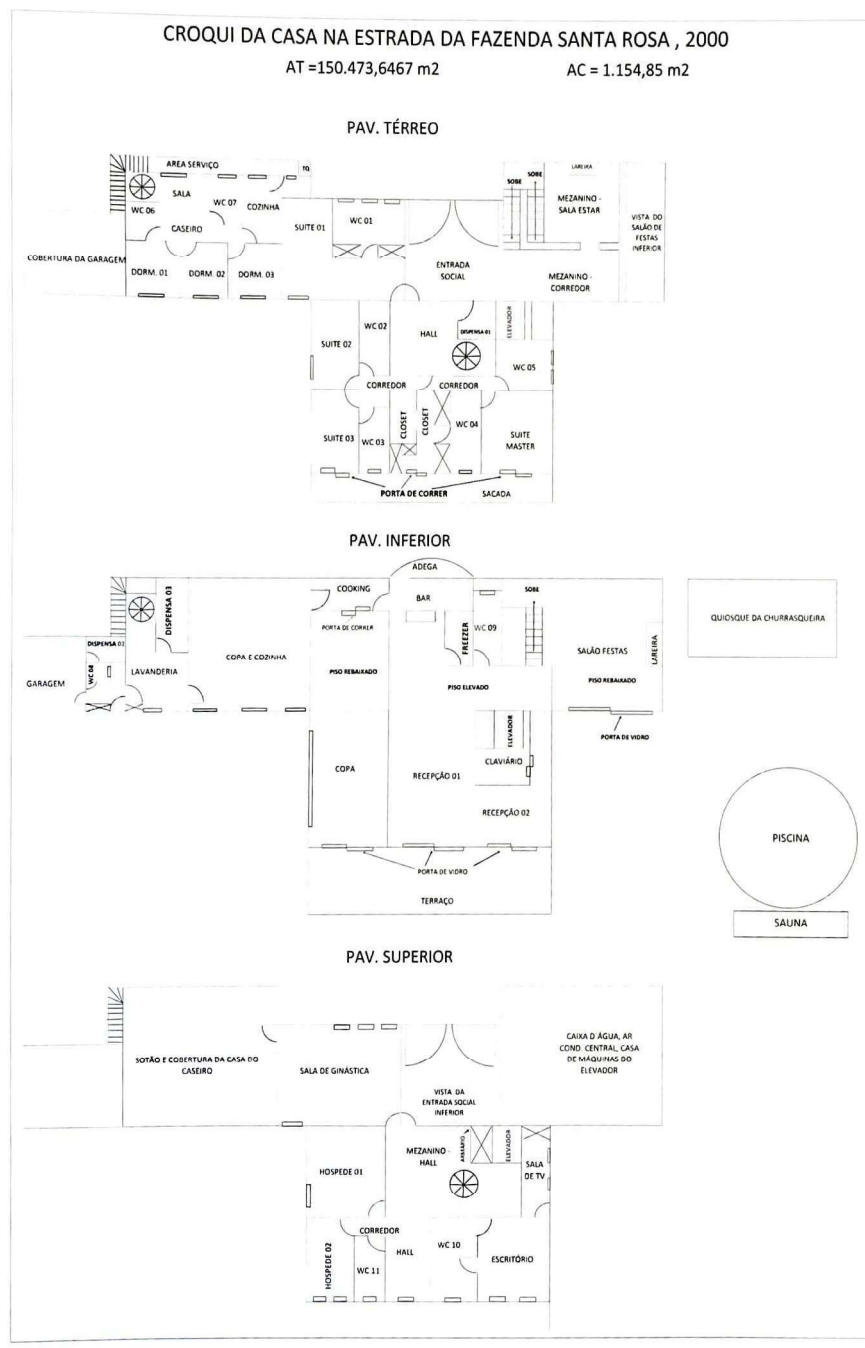 CROQUI DA CASA NA ESTRADA DA FAZENDA SANTA ROSA , 2000
AT =150.473,6467 m2
AC = 1.154,85 m2
PAV. TÉRREO
AREA SERVIÇO
TQ
SALA
WC 06
WC 07
COZINHA
CASEIRO
SUITE 01
WC 01
COBERTURA DA GARAGEM
DORM. 01
DORM. 02
DORM. 03
ENTRADA
SOCIAL
SOBE
SOBE
LAREIRA
MEZANINO -
SALA ESTAR
VISTA DO
SALÃO DE
FESTAS
INFERIOR
MEZANINO -
CORREDOR
SUITE 02
WC 02
HALL
DISPENSA 01
ELEVADOR
WC 05
CORREDOR
CORREDOR
SUITE 03
WC 03
CLOSET
CLOSET
WC 04
SUITE
MASTER
PORTA DE CORRER
SACADA
PAV. INFERIOR
ADEGA
COOKING
BAR
SOBE
DISPENSA 03
PORTA DE CORRER
FREEZER
WC 09
QUIOSQUE DA CHURRASQUEIRA
DISPENSA 02
WC 08
GARAGEM
LAVANDERIA
COPA E COZINHA
PISO REBAIXADO
PISO ELEVADO
SALÃO FESTAS
LAREIRA
PISO REBAIXADO
PORTA DE VIDRO
COPA
RECEPÇÃO 01
ELEVADOR
CLAVIÁRIO
RECEPÇÃO 02
PORTA DE VIDRO
TERRAÇO
PISCINA
SAUNA
PAV. SUPERIOR
SOTÃO E COBERTURA DA CASA DO
CASEIRO
SALA DE GINÁSTICA
VISTA DA
ENTRADA SOCIAL
INFERIOR
CAIXA D ÁGUA, AR
COND. CENTRAL, CASA
DE MÁQUINAS DO
ELEVADOR
HOSPEDE 01
MEZANINO -
HALL
ARMÁRIO
ELEVADOR
SALA
DE TV
CORREDOR
HOSPEDE 02
WC 11
HALL
WC 10
ESCRITÓRIO